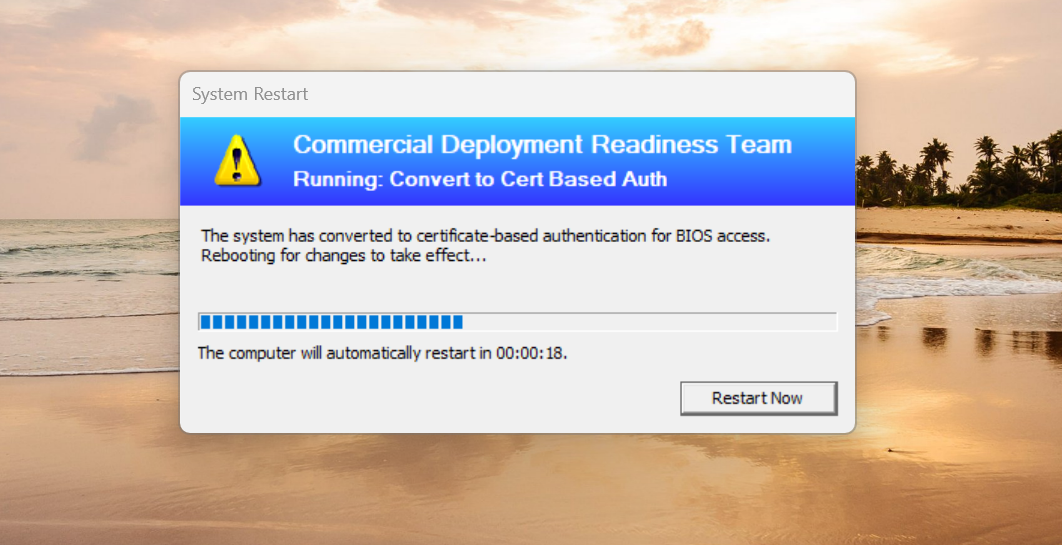 System Restart
Commercial Deployment Readiness Team
Running: Convert to Cert Based Auth
The system has converted to certificate-based authentication for BIOS access.
Rebooting for changes to take effect...
The computer will automatically restart in 00:00:18.
Restart Now